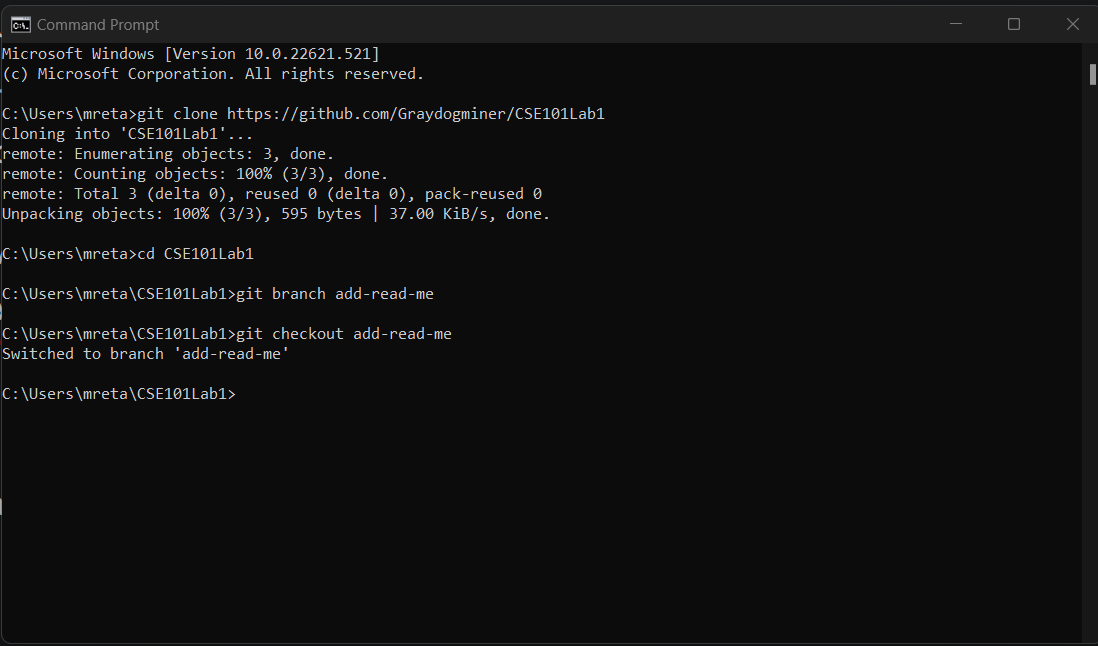 Command Prompt
Microsoft Windows [Version 10.0.22621.521]
(c) Microsoft Corporation. All rights reserved.
C:\Users\mreta>git clone https://github.com/Graydogminer/CSE101Lab1
Cloning into 'CSE101Lab1'...
remote: Enumerating objects: 3, done.
remote: Counting objects: 100% (3/3), done.
remote: Total 3 (delta 0), reused 0 (delta 0), pack-reused 0
Unpacking objects: 100% (3/3), 595 bytes | 37.00 KiB/s, done.
C:\Users\mreta>cd CSE101Lab1
C:\Users\mreta\CSE101Lab1>git branch add-read-me
C:\Users\mreta\CSE101Lab1>git checkout add-read-me
Switched to branch 'add-read-me'
C:\Users\mreta\CSE101Lab1>